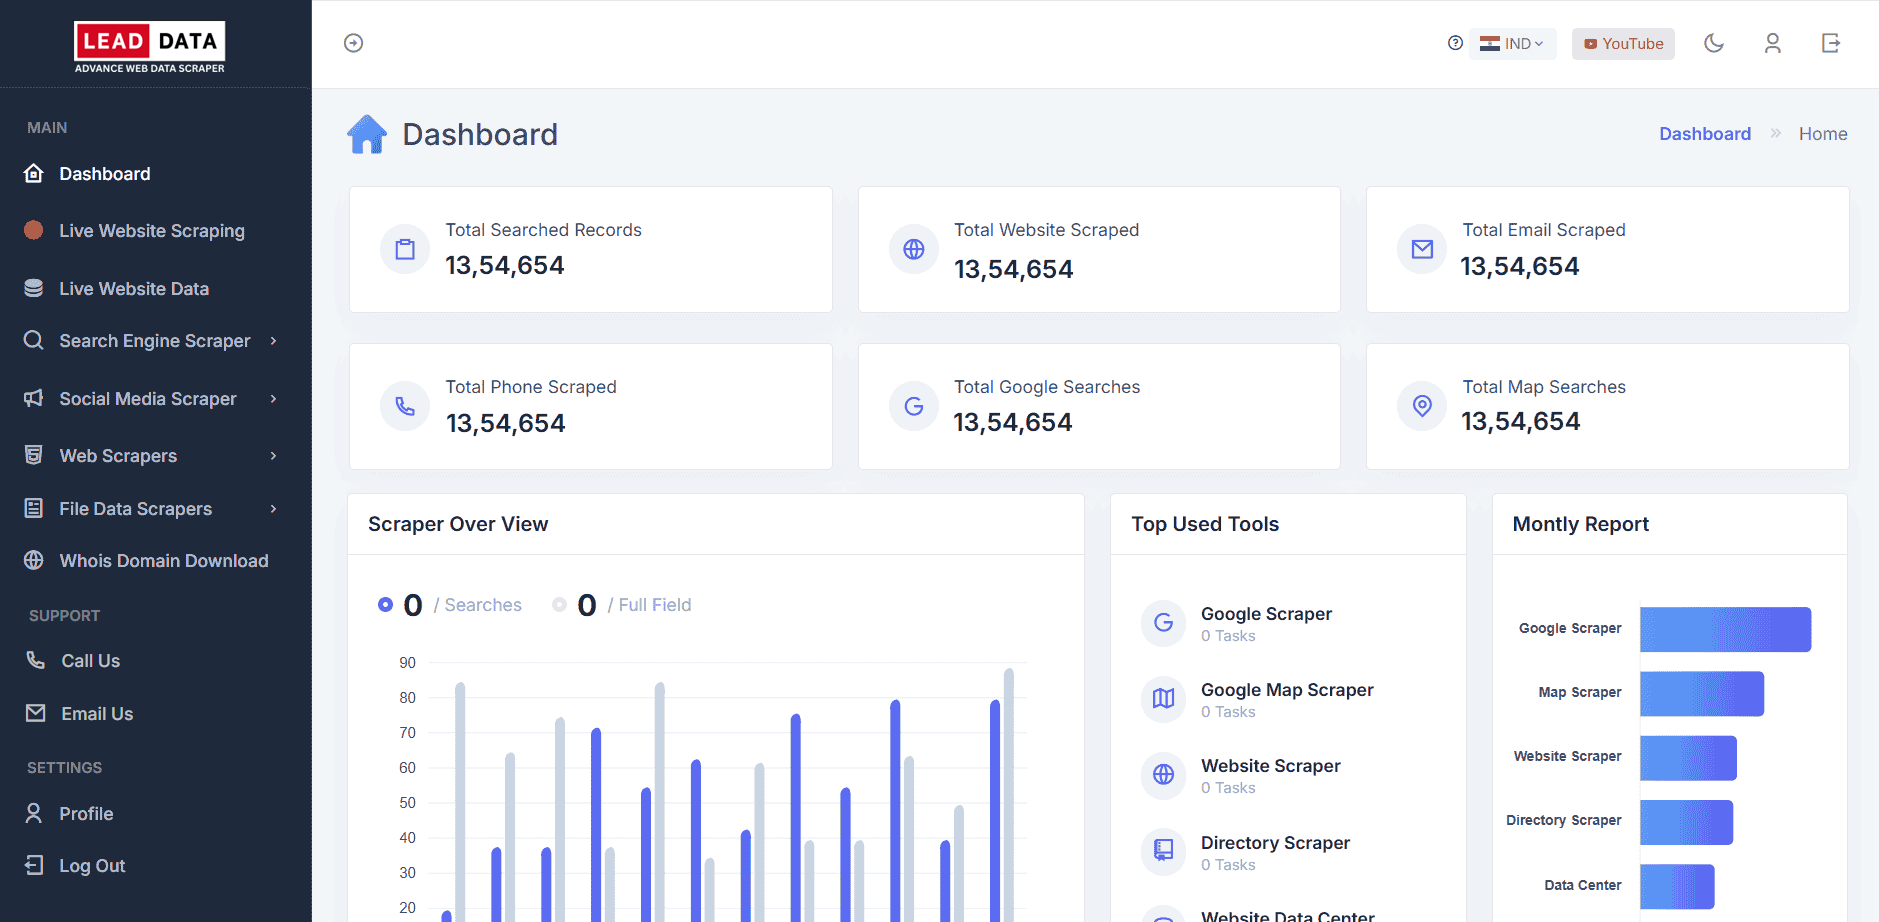 LEAD DATA
ADVANCE WEB DATA SCRAPER
MAIN
Dashboard
Live Website Scraping
Live Website Data
Search Engine Scraper
Social Media Scraper
Web Scrapers
File Data Scrapers
Whois Domain Download
SUPPORT
Call Us
Email Us
SETTINGS
Profile
Log Out
IND
YouTube
Dashboard
Dashboard » Home
Total Searched Records
13,54,654
Total Website Scraped
13,54,654
Total Email Scraped
13,54,654
Total Phone Scraped
13,54,654
Total Google Searches
13,54,654
Total Map Searches
13,54,654
Scraper Over View
0 / Searches
0 / Full Field
90
80
70
60
50
40
30
20
Top Used Tools
Google Scraper
0 Tasks
Google Map Scraper
0 Tasks
Website Scraper
0 Tasks
Directory Scraper
0 Tasks
Website Data Center
Montly Report
Google Scraper
Map Scraper
Website Scraper
Directory Scraper
Data Center